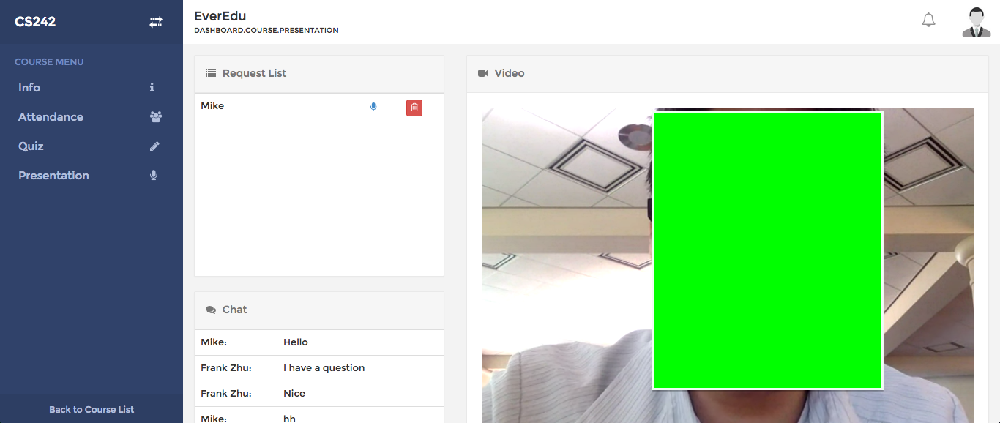 CS242
COURSE MENU
Info
Attendance
Quiz
Presentation
Back to Course List
EverEdu
DASHBOARD.COURSE.PRESENTATION
Request List
Mike
Chat
Mike: Hello
Frank Zhu: I have a question
Frank Zhu: Nice
Mike: hh
Video